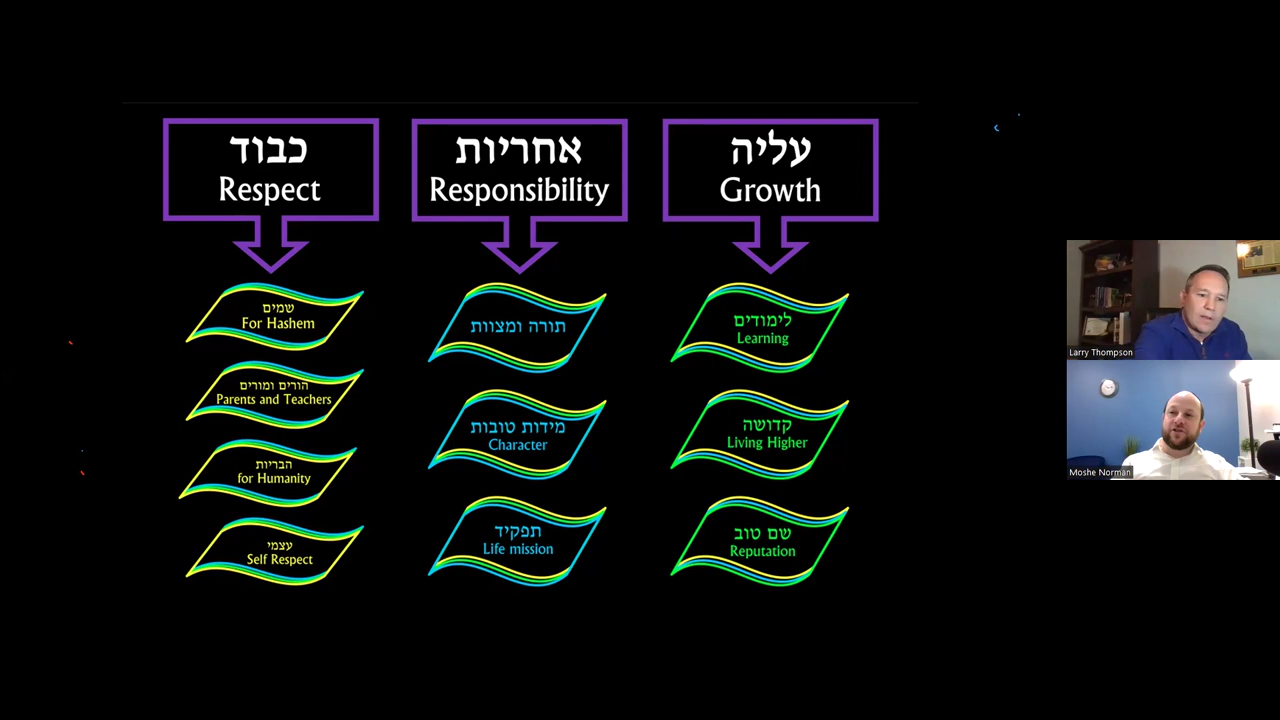 כבוד
Respect
שמים
For Hashem
הורים ומורים
Parents and Teachers
הבריות
for Humanity
עצמי
Self Respect
אחריות
Responsibility
תורה ומצוות
מידות טובות
Character
תפקיד
Life mission
עליה
Growth
לימודים
Learning
קדושה
Living Higher
שם טוב
Reputation
Larry Thompson
Moshe Norman